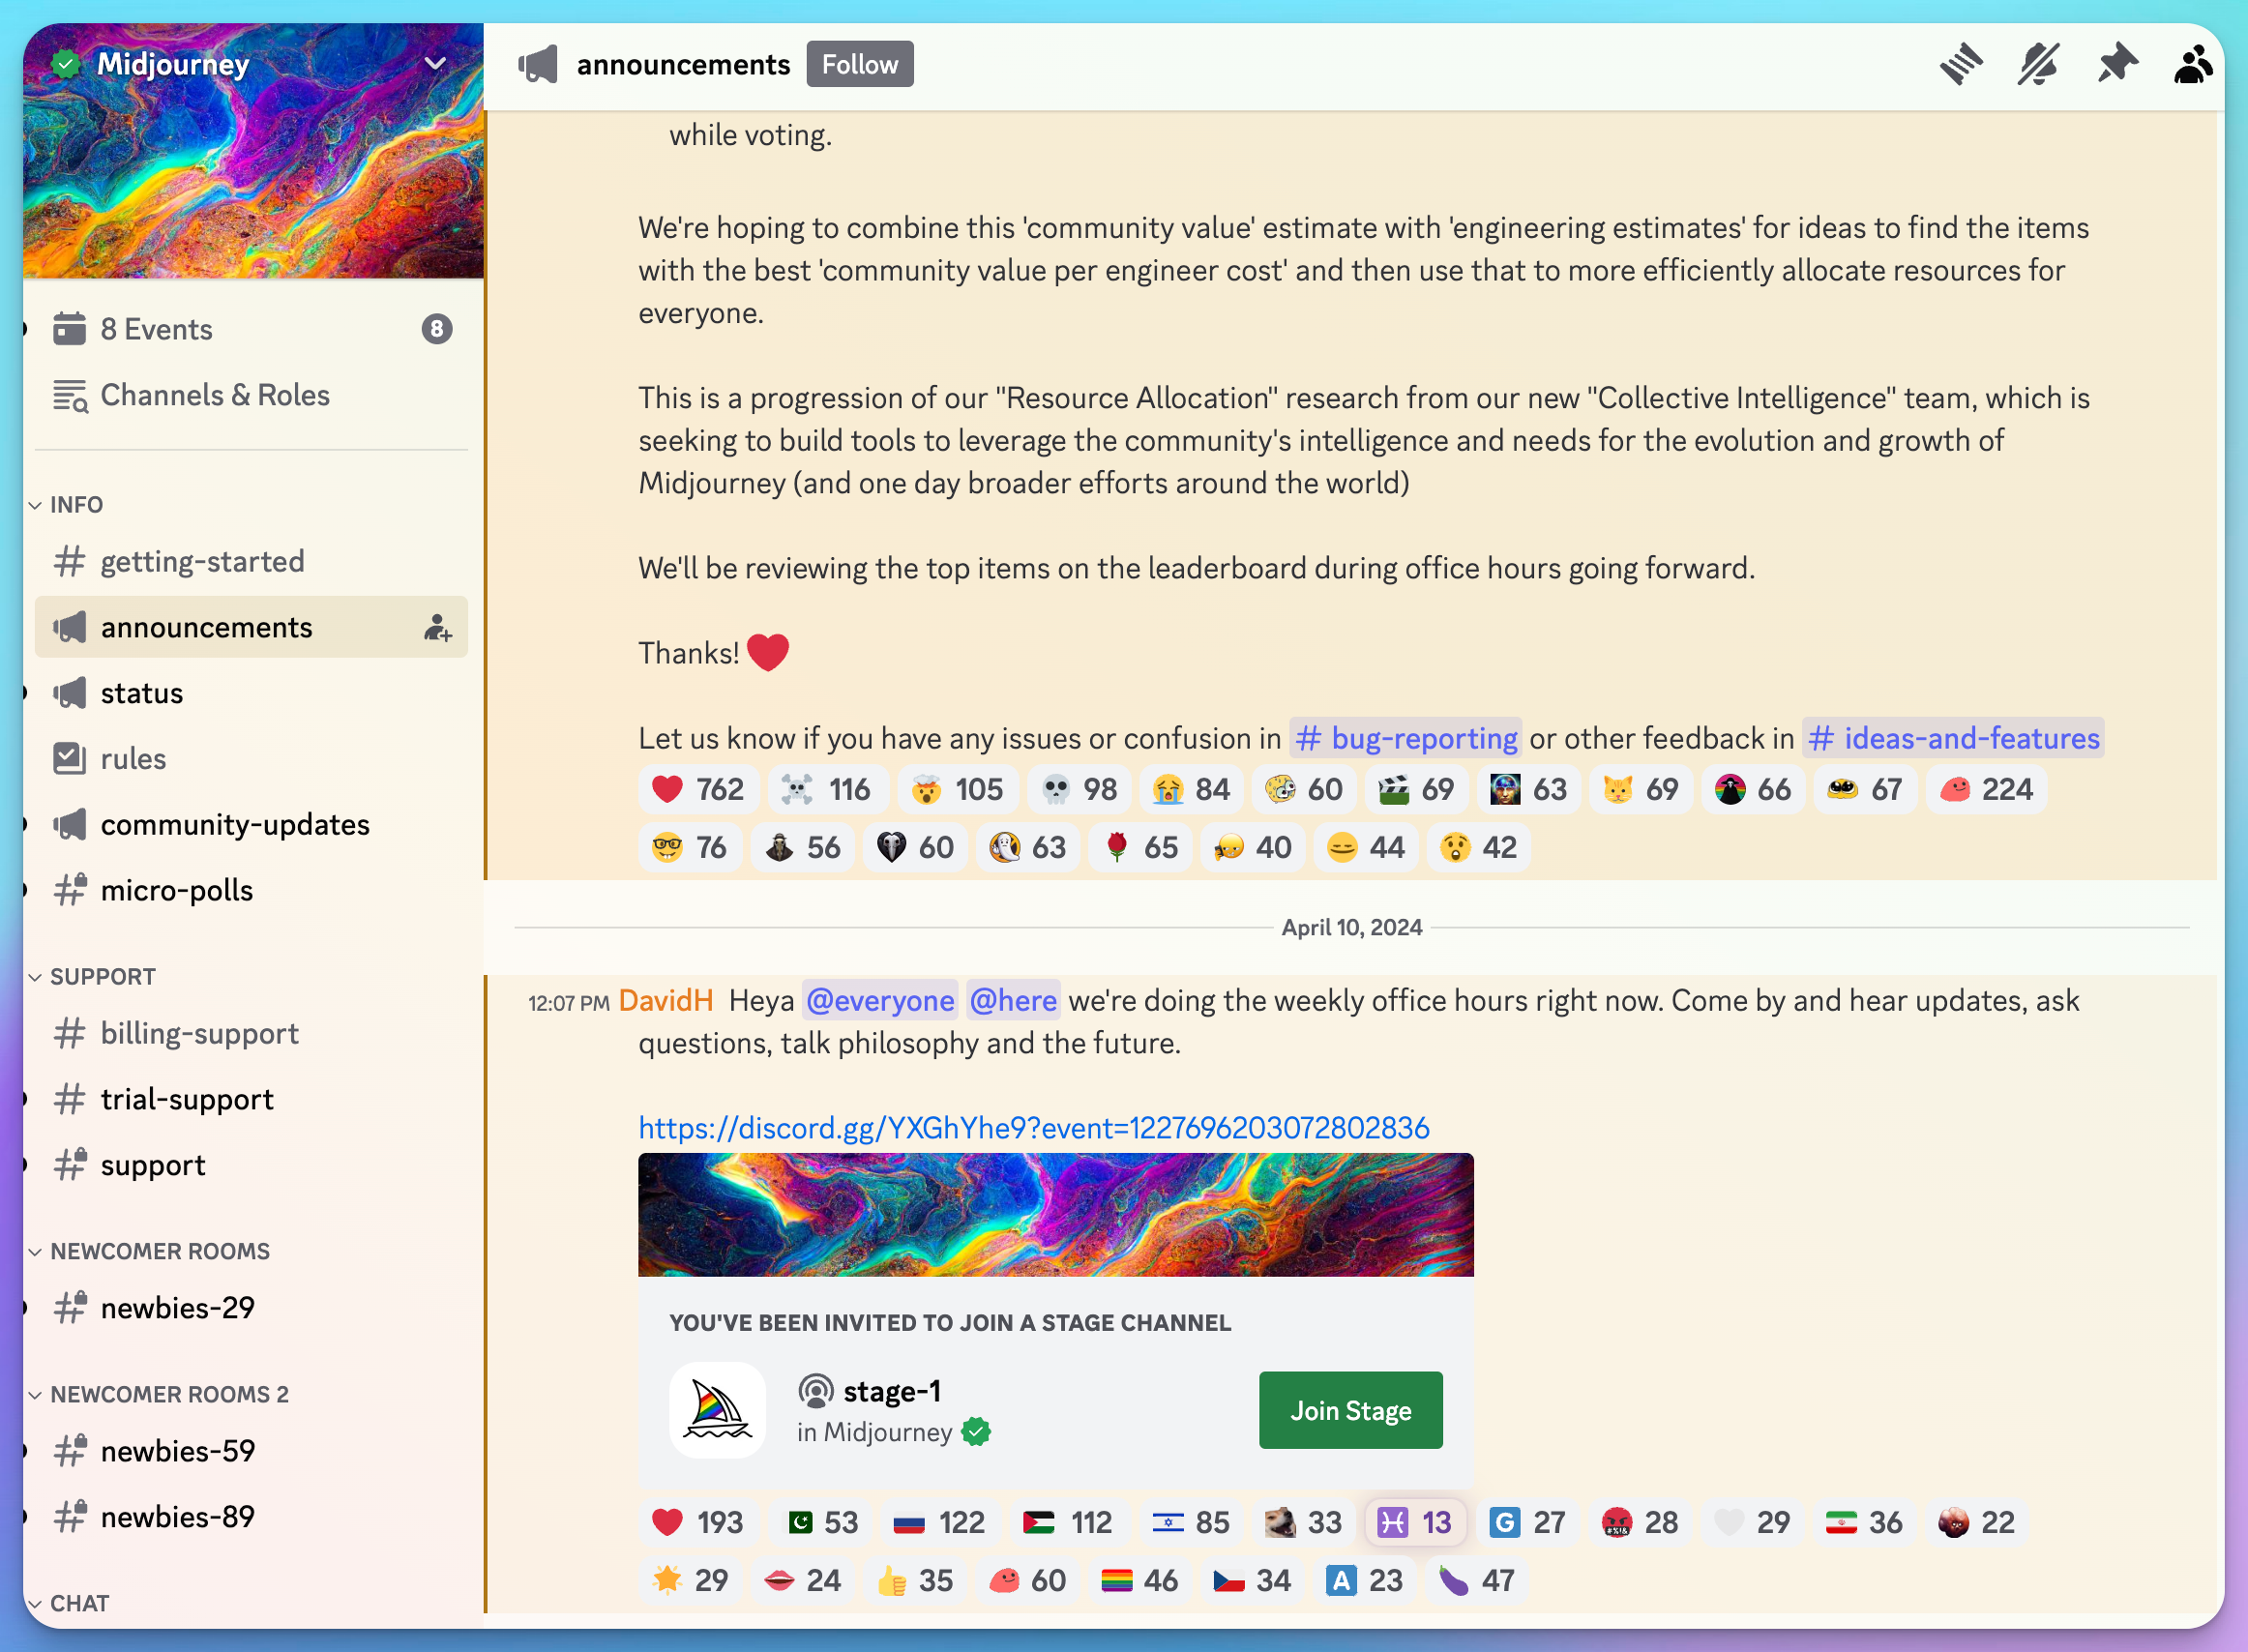 Midjourney
8 Events
8
Channels & Roles
INFO
getting-started
announcements
status
rules
community-updates
micro-polls
SUPPORT
billing-support
trial-support
support
NEWCOMER ROOMS
newbies-29
NEWCOMER ROOMS 2
newbies-59
newbies-89
CHAT
announcements Follow
while voting.
We're hoping to combine this 'community value' estimate with 'engineering estimates' for ideas to find the items
with the best 'community value per engineer cost' and then use that to more efficiently allocate resources for
everyone.
This is a progression of our "Resource Allocation" research from our new "Collective Intelligence" team, which is
seeking to build tools to leverage the community's intelligence and needs for the evolution and growth of
Midjourney (and one day broader efforts around the world)
We'll be reviewing the top items on the leaderboard during office hours going forward.
Thanks!
Let us know if you have any issues or confusion in # bug-reporting or other feedback in # ideas-and-features
762 116 105 98 84 60 69 63 69 66 67 224
76 56 60 63 65 40 44 42
April 10, 2024
12:07 PM DavidH Heya @everyone @here we're doing the weekly office hours right now. Come by and hear updates, ask
questions, talk philosophy and the future.
https://discord.gg/YXGhYhe9?event=1227696203072802836
YOU'VE BEEN INVITED TO JOIN A STAGE CHANNEL
stage-1
in Midjourney
Join Stage
193 53 122 112 85 33 13 G 27 28 29 36 22
29 24 35 60 46 34 A 23 47